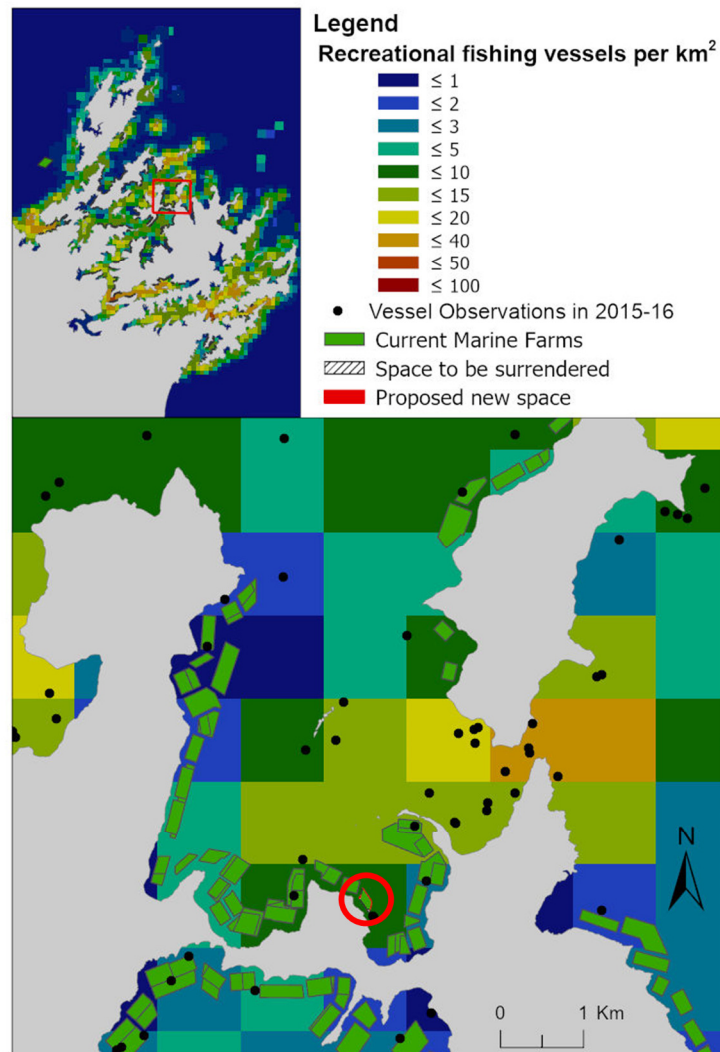 Legend
Recreational fishing vessels per km²
≤ 1
≤ 2
≤ 3
≤ 5
≤ 10
≤ 15
≤ 20
≤ 40
≤ 50
≤ 100
Vessel Observations in 2015-16
Current Marine Farms
Space to be surrendered
Proposed new space
N
0 1 Km